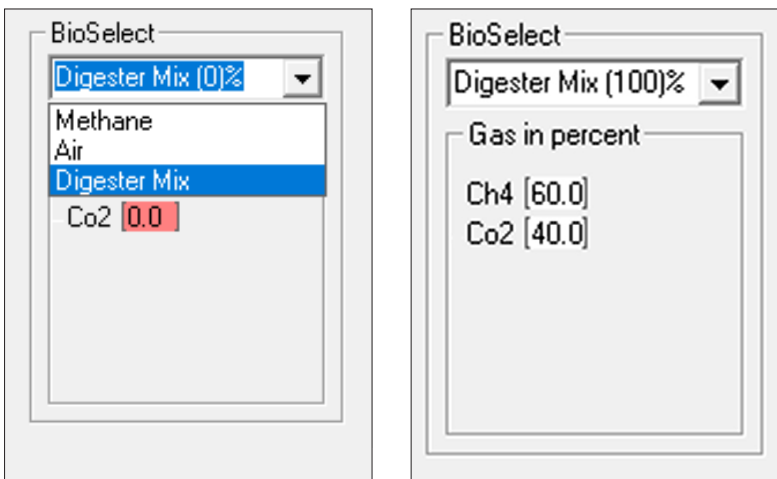 BioSelect
Digester Mix (0)%
Methane
Air
Digester Mix
Co2 [0.0 ]
BioSelect
Digester Mix (100)%
Gas in percent
Ch4 [60.0]
Co2 [40.0]